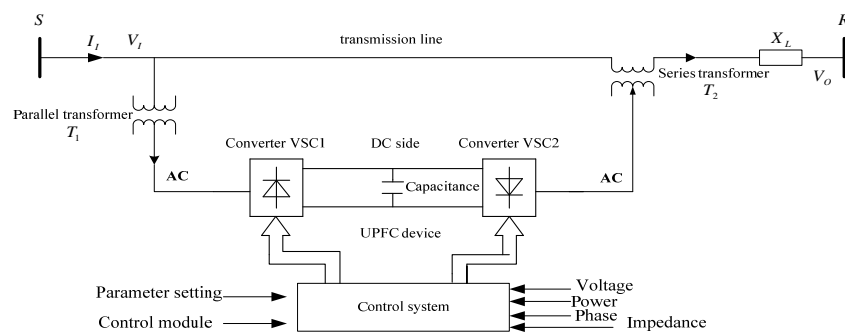 S
R
I_I
V_I
transmission line
X_L
V_O
Series transformer
T_2
Parallel transformer
T_1
Converter VSC1
DC side
Converter VSC2
AC
Capacitance
AC
UPFC device
Parameter setting
Control module
Control system
Voltage
Power
Phase
Impedance